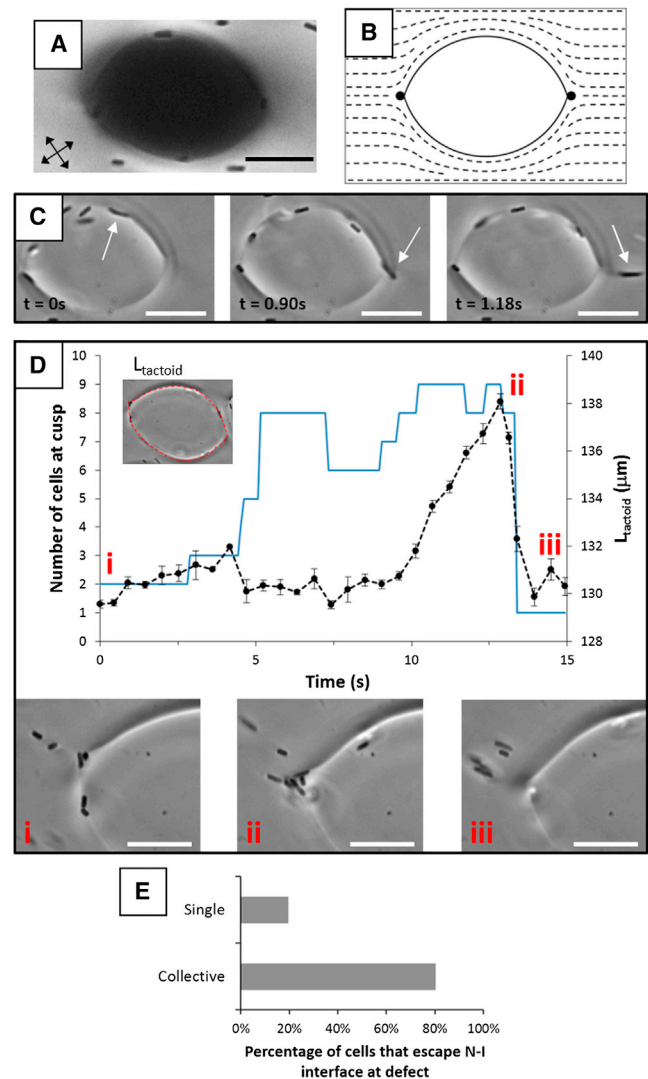 A
B
C
t = 0s
t = 0.90s
t = 1.18s
D
L tactoid
Number of cells at cusp
10
9
8
7
6
5
4
3
2
1
0
i
ii
iii
140
138
136
134
132
130
128
L tactoid (μm)
0
5
10
15
Time (s)
i
ii
iii
E
Single
Collective
0%
20%
40%
60%
80%
100%
Percentage of cells that escape N-I
interface at defect